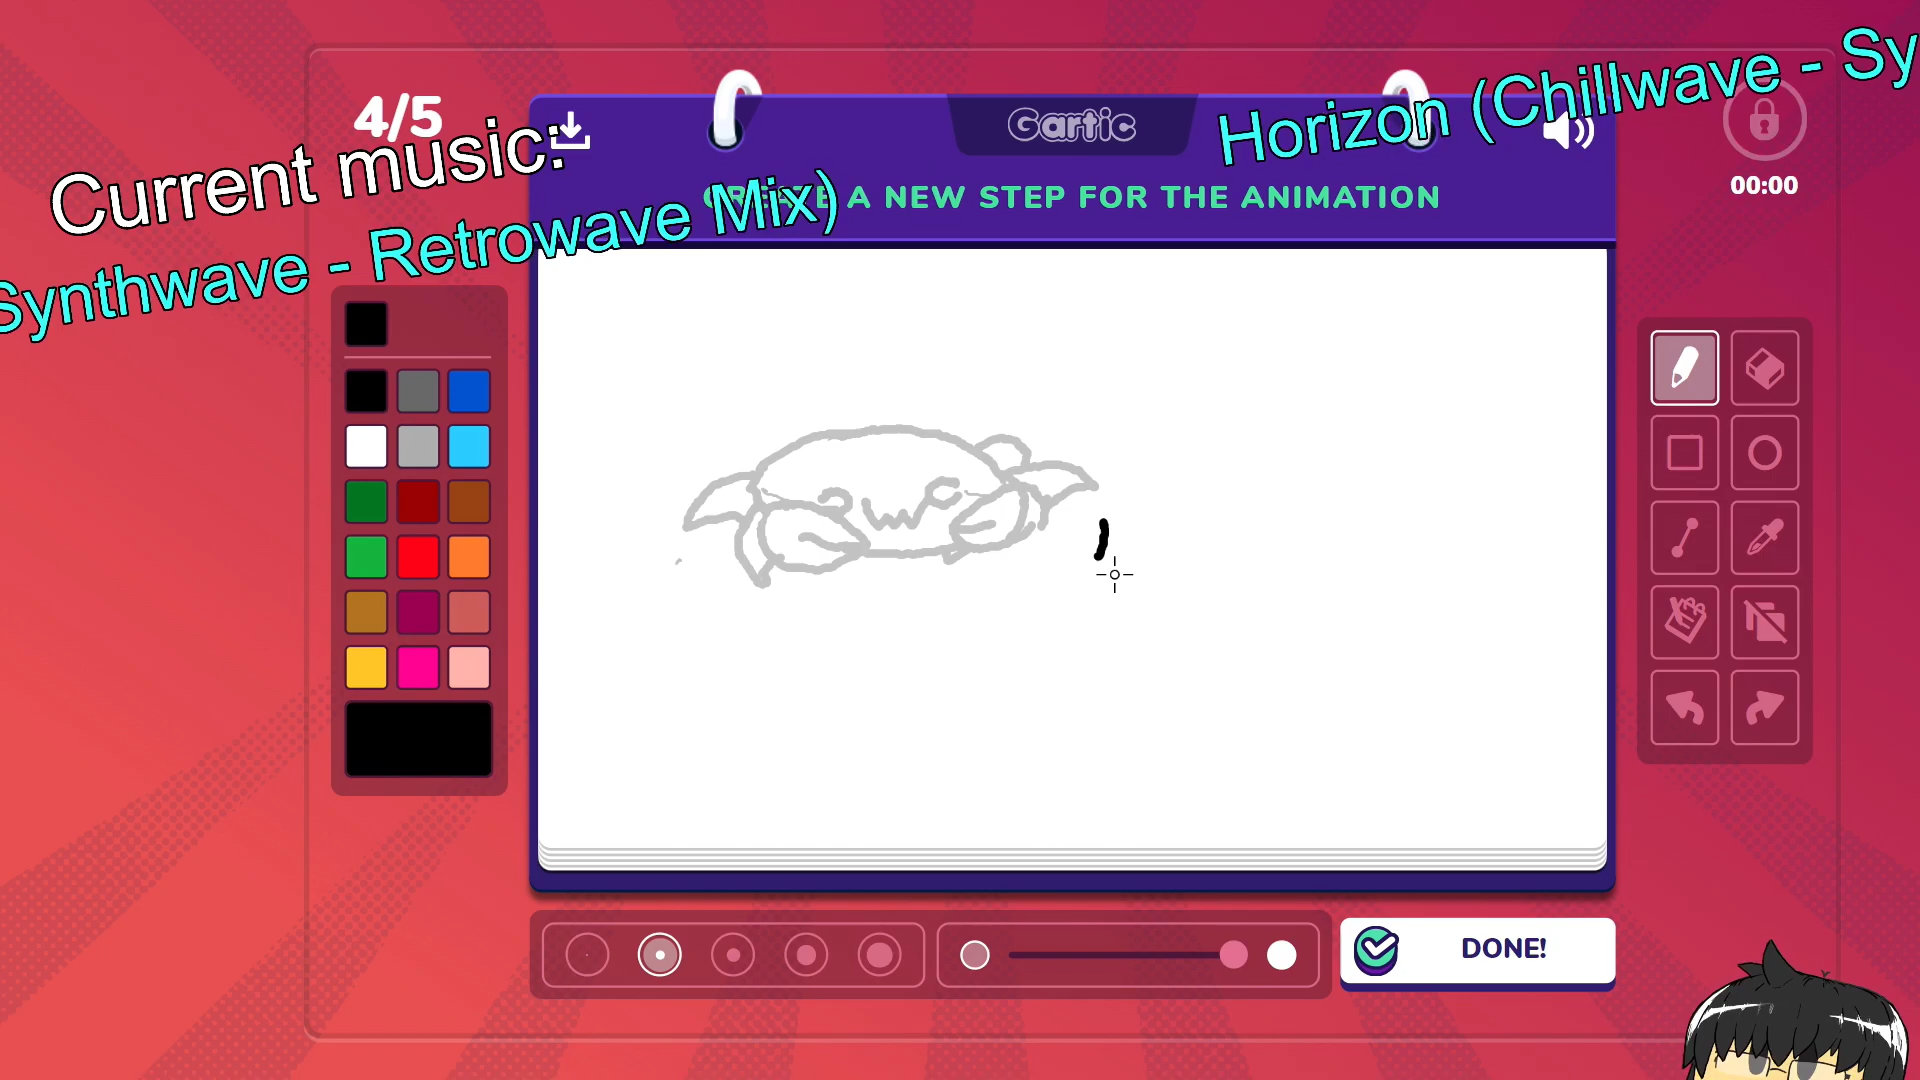 4/5
Current music:
Horizon (Chillwave - Sy
Synthwave - Retrowave Mix)
Gartic
CREATE A NEW STEP FOR THE ANIMATION
00:00
DONE!